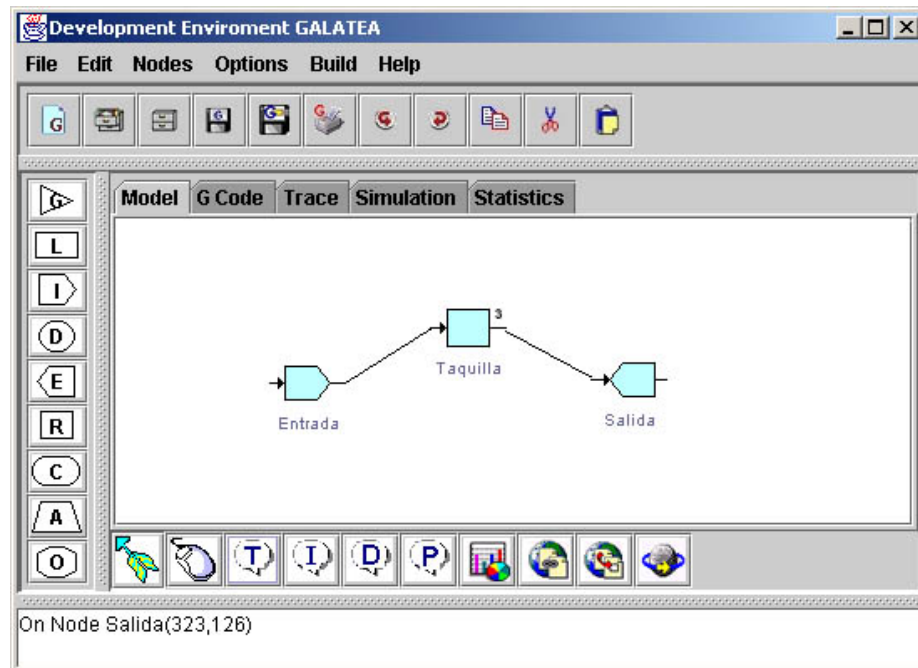 Development Enviroment GALATEA
File Edit Nodes Options Build Help
G G G G
G
L
I
D
E
R
C
A
O
Model G Code Trace Simulation Statistics
3
Taquilla
Entrada
Salida
T I D P
On Node Salida(323,126)